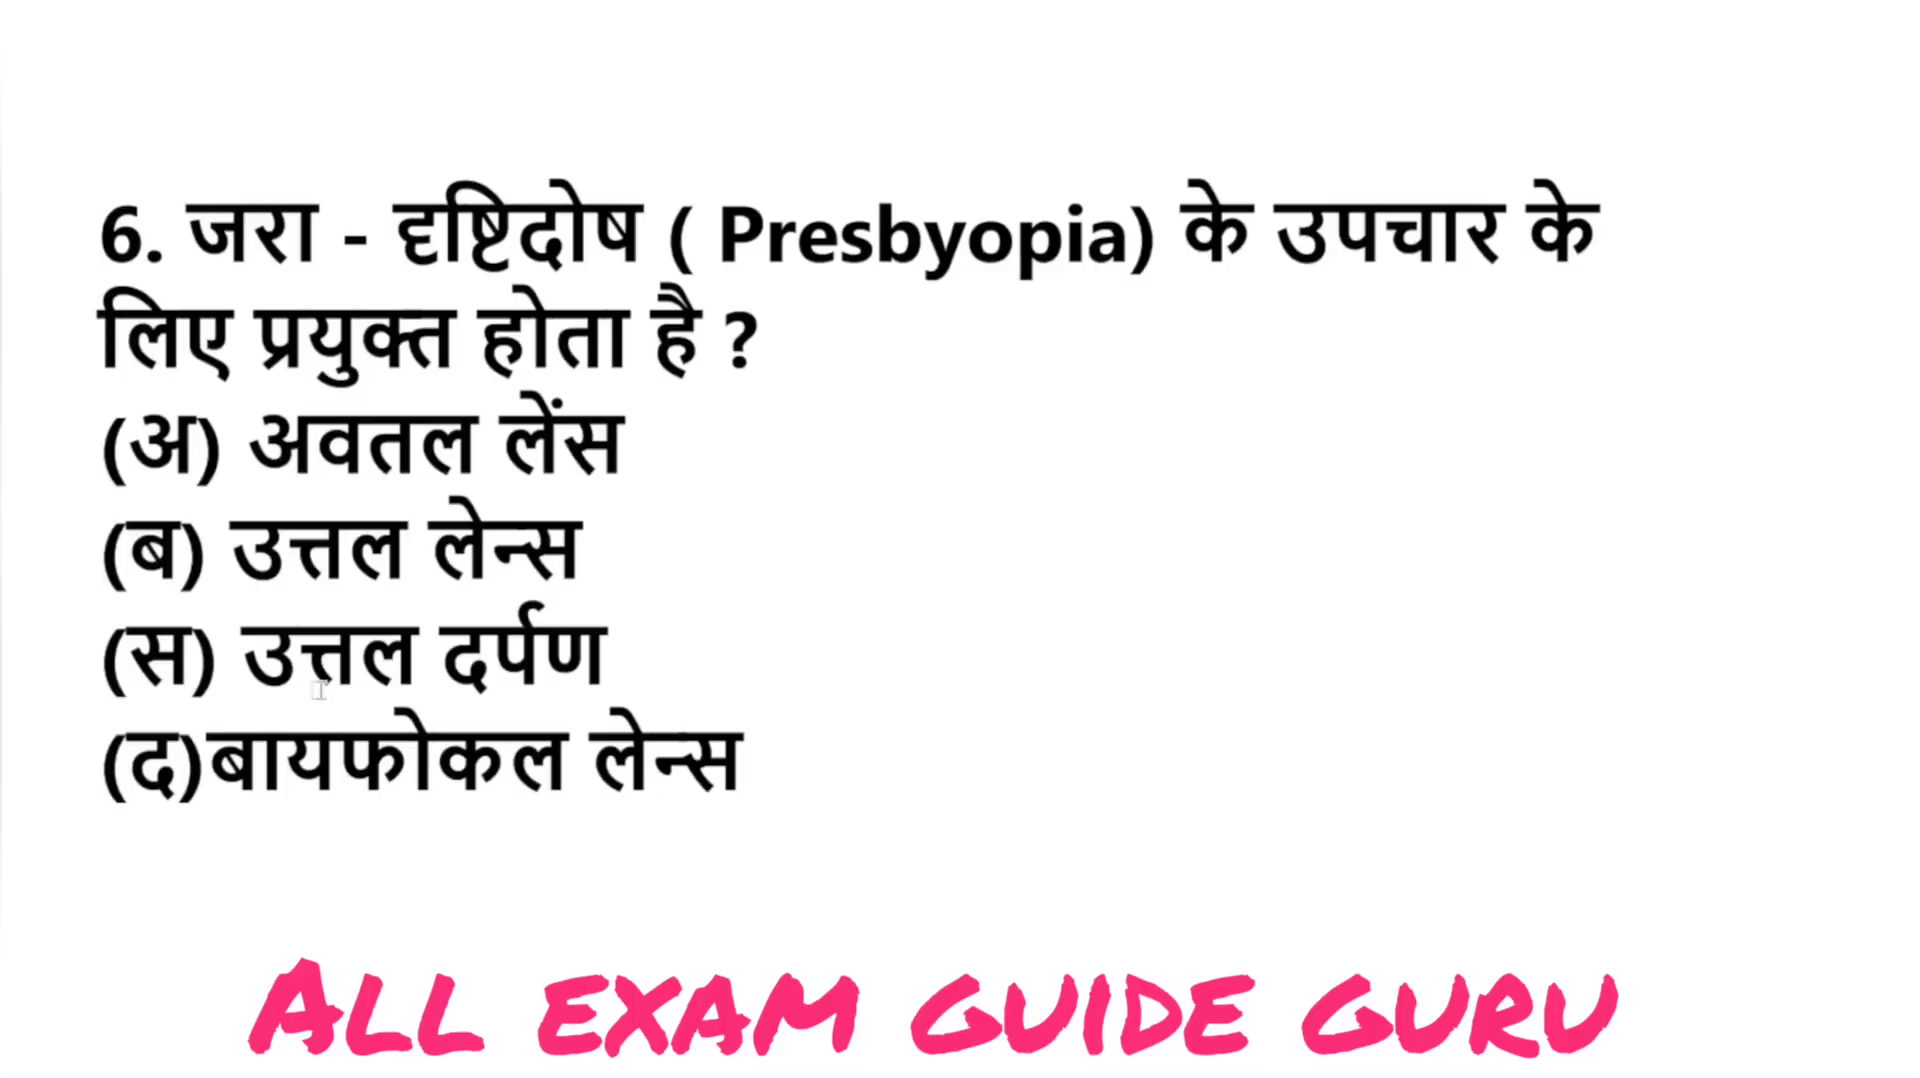 6. जरा - दृष्टिदोष ( Presbyopia) के उपचार के
लिए प्रयुक्त होता है ?
(अ) अवतल लेंस
(ब) उत्तल लेन्स
(स) उत्तल दर्पण
(द)बायफोकल लेन्स
ALL EXAM GUIDE GURU